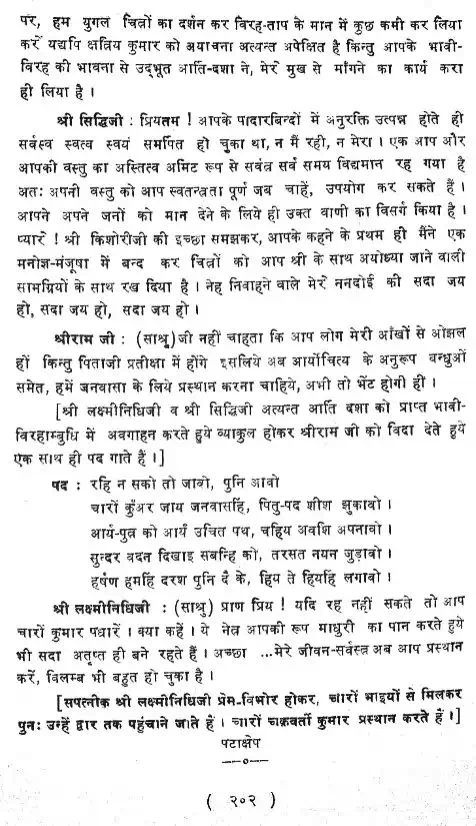 पर, हम युगल चित्रों का दर्शन कर विरह-ताप के मान में कुछ कमी कर लिया
करें यद्यपि क्षत्रिय कुमार को अयाचना अत्यन्त अपेक्षित है किन्तु आपके भावी-
विरह की भावना से उद्भूत आति-दशा ने, मेरे मुख से मांगने का कार्य करा
ही लिया है ।
श्री सिद्धिजी : प्रियतम ! आपके पादारबिन्दों में अनुरक्ति उत्पन्न होते ही
सर्वस्व स्वत्व स्वयं समर्पित हो चुका था, न मैं रही, न मेरा । एक आप और
आपकी वस्तु का अस्तित्व अमिट रूप से सर्वत्र सर्व समय विद्यमान रह गया है
अतः अपनी वस्तु को आप स्वतन्त्रता पूर्ण जब चाहें, उपयोग कर सकते हैं ।
आपने अपने जनों को मान देने के लिये ही उक्त वाणी का विसर्ग किया है ।
प्यारे ! श्री किशोरीजी की इच्छा समझकर, आपके कहने के प्रथम ही मैंने एक
मनोज्ञ-मंजूषा में बन्द कर चित्रों को आप श्री के साथ अयोध्या जाने वाली
सामग्रियों के साथ रख दिया है । नेह निवाहने वाले मेरे ननदोई की सदा जय
हो, सदा जय हो, सदा जय हो ।
श्रीराम जी : (साश्रु) जी नहीं चाहता कि आप लोग मेरी आँखों से ओझल
हों किन्तु पिताजी प्रतीक्षा में होंगे इसलिये अब आर्योचित्य के अनुरूप बन्धुओं
समेत, हमें जनवासा के लिये प्रस्थान करना चाहिये, अभी तो भेंट होगी ही ।
[श्री लक्ष्मीनिधिजी व श्री सिद्धिजी अत्यन्त आति दशा को प्राप्त भावी-
विरहाम्बुधि में अवगाहन करते हुये व्याकुल होकर श्रीराम जी को विदा देते हुये
एक साथ ही पद गाते हैं ।]
पद : रहि न सको तो जावो, पुनि आवो
चारों कुँअर जाय जनवासहिं, पितु-पद शीश झुकावो ।
आर्य-पुत्र को आर्य उचित पथ, चहिय अवशि अपनावो ।
सुन्दर बदन दिखाइ सबन्हि को, तरसत नयन जुड़ावो ।
हर्षण हमहिं दरश पुनि दै के, हिय ते हियहिं लगावो ।
श्री लक्ष्मीनिधिजी : (साश्रु) प्राण प्रिय ! यदि रह नहीं सकते तो आप
चारों कुमार पधारें । क्या कहें । ये नेत्र आपकी रूप माधुरी का पान करते हुये
भी सदा अतृप्त ही बने रहते हैं । अच्छा ...मेरे जीवन-सर्वस्व अब आप प्रस्थान
करें, विलम्ब भी बहुत हो चुका है ।
[सपत्नीक श्री लक्ष्मीनिधिजी प्रेम-विभोर होकर, चारों भाइयों से मिलकर
पुनः उन्हें द्वार तक पहुंचाने जाते हैं । चारों चक्रवर्ती कुमार प्रस्थान करते हैं ।]
पटाक्षेप
—०—
( २०२ )